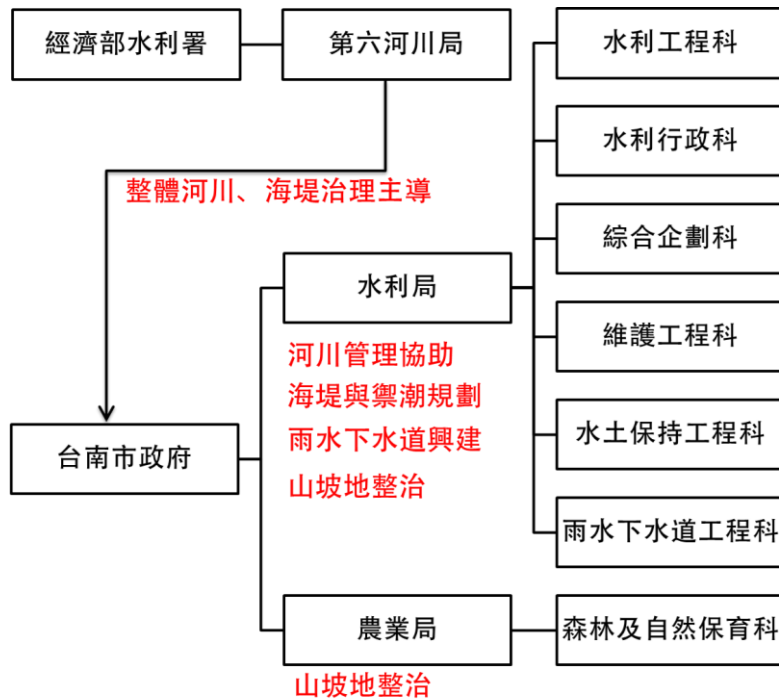 經濟部水利署
第六河川局
水利工程科
水利行政科
整體河川、海堤治理主導
綜合企劃科
水利局
維護工程科
河川管理協助
海堤與禦潮規劃
雨水下水道興建
山坡地整治
台南市政府
水土保持工程科
雨水下水道工程科
農業局
森林及自然保育科
山坡地整治